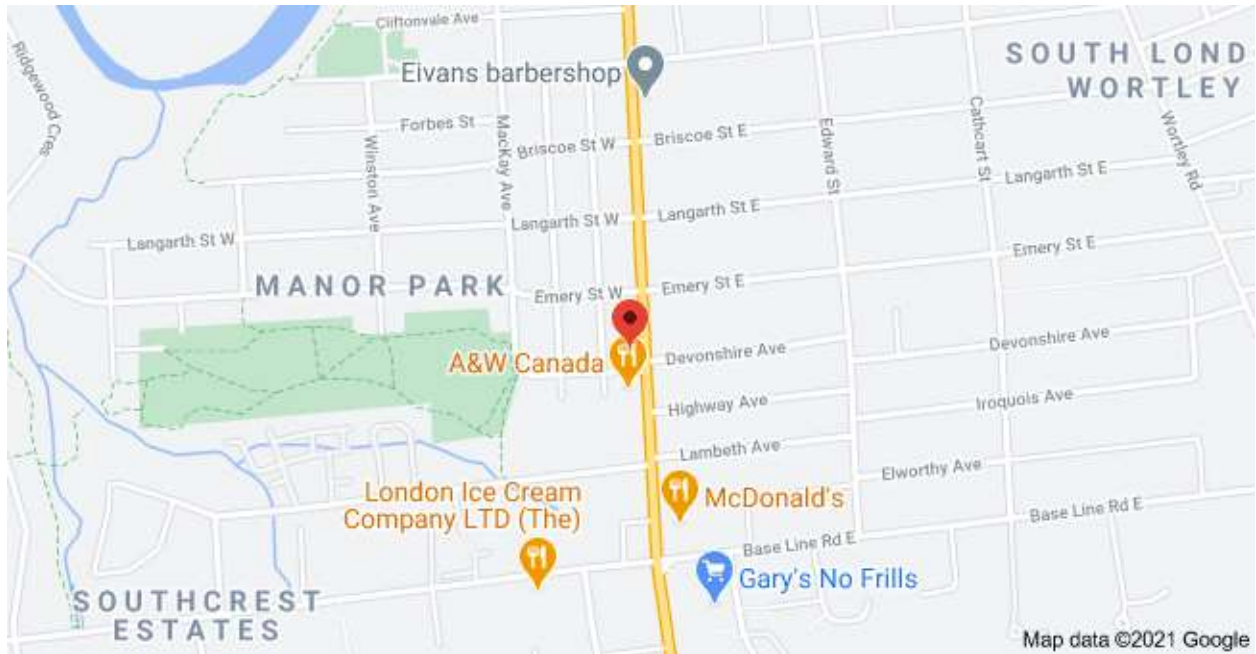 Cliftonvale Ave
Ridgewood Cres
Eivans barbershop
SOUTH LOND
WORTLEY
Forbes St
MacKay Ave
Winston Ave
Briscoe St W
Briscoe St E
Edward St
Cathcart St
Wortley Rd
Langarth St E
Langarth St W
Langarth St E
Langarth St W
Emery St E
MANOR PARK
Emery St W
Emery St E
A&W Canada
Devonshire Ave
Devonshire Ave
Highway Ave
Iroquois Ave
Lambeth Ave
Elworthy Ave
London Ice Cream
Company LTD (The)
McDonald's
Base Line Rd E
Base Line Rd E
Gary's No Frills
SOUTHCREST
ESTATES
Map data ©2021 Google